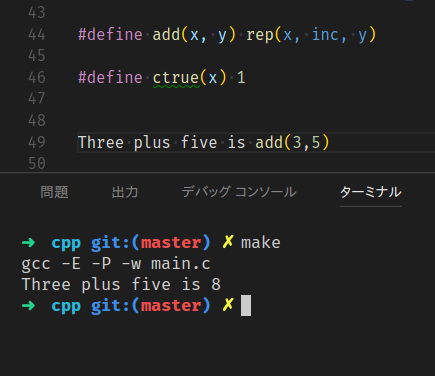 43
44 #define add(x, y) rep(x, inc, y)
45
46 #define ctrue(x) 1
47
48
49 Three plus five is add(3,5)
50
問題 出力 デバッグ コンソール ターミナル
➜ cpp git:(master) ✗ make
gcc -E -P -w main.c
Three plus five is 8
➜ cpp git:(master) ✗